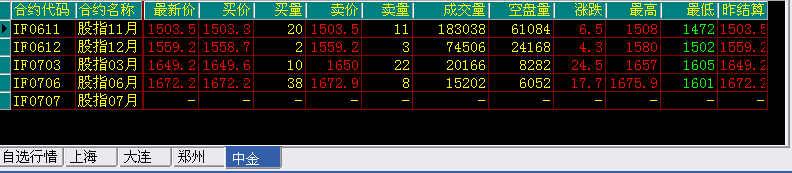 合约代码 合约名称 最新价 买价 买量 卖价 卖量 成交量 空盘量 涨跌 最高 最低 昨结算
IF0611 股指11月 1503.5 1503.3 20 1503.5 11 183038 61084 6.5 1508 1472 1503.5
IF0612 股指12月 1559.2 1558.7 2 1559.2 3 74506 24168 4.3 1580 1502 1559.2
IF0703 股指03月 1649.2 1649.6 10 1650 22 20166 8282 24.5 1657 1605 1649.2
IF0706 股指06月 1672.2 1672.2 38 1672.9 8 15202 6052 17.7 1675.9 1601 1672.2
IF0707 股指07月 – – – – – – – – – – –
自选行情 上海 大连 郑州 中金